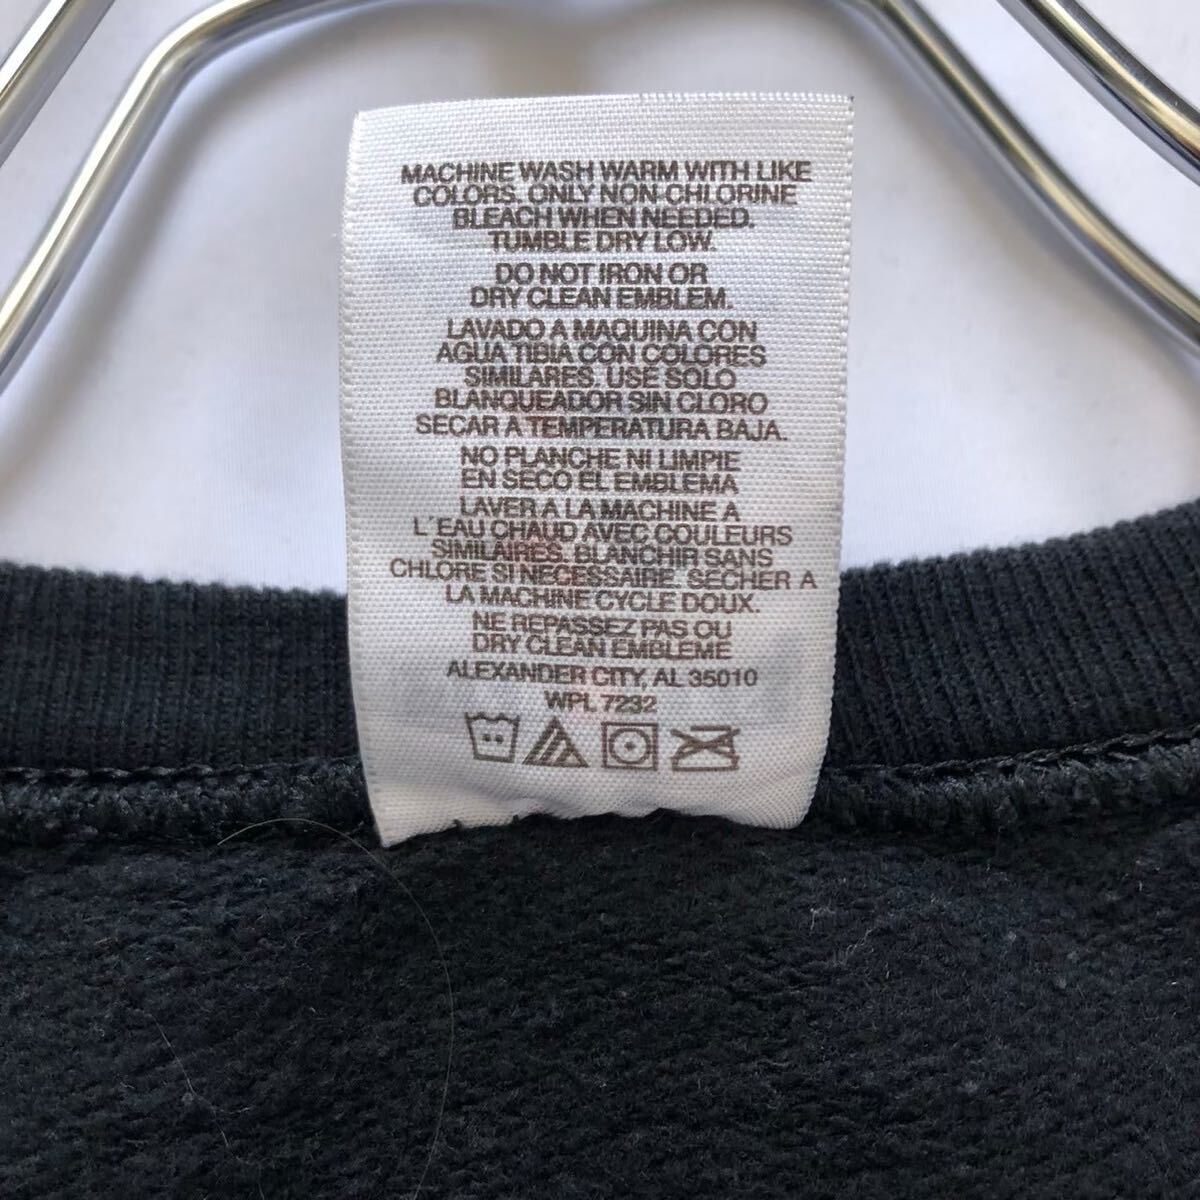 MACHINE WASH WARM WITH LIKE
COLORS. ONLY NON-CHLORINE
BLEACH WHEN NEEDED.
TUMBLE DRY LOW.
DO NOT IRON OR
DRY CLEAN EMBLEM.
LAVADO A MAQUINA CON
AGUA TIBIA CON COLORES
SIMILARES. USE SOLO
BLANQUEADOR SIN CLORO
SECAR A TEMPERATURA BAJA.
NO PLANCHE NI LIMPIE
EN SECO EL EMBLEMA
LAVER A LA MACHINE A
L´EAU CHAUD AVEC COULEURS
SIMILAIRES. BLANCHIR SANS
CHLORE SI NECESSAIRE. SECHER A
LA MACHINE CYCLE DOUX.
NE REPASSEZ PAS OU
DRY CLEAN EMBLEME
ALEXANDER CITY, AL 35010
WPL 7232